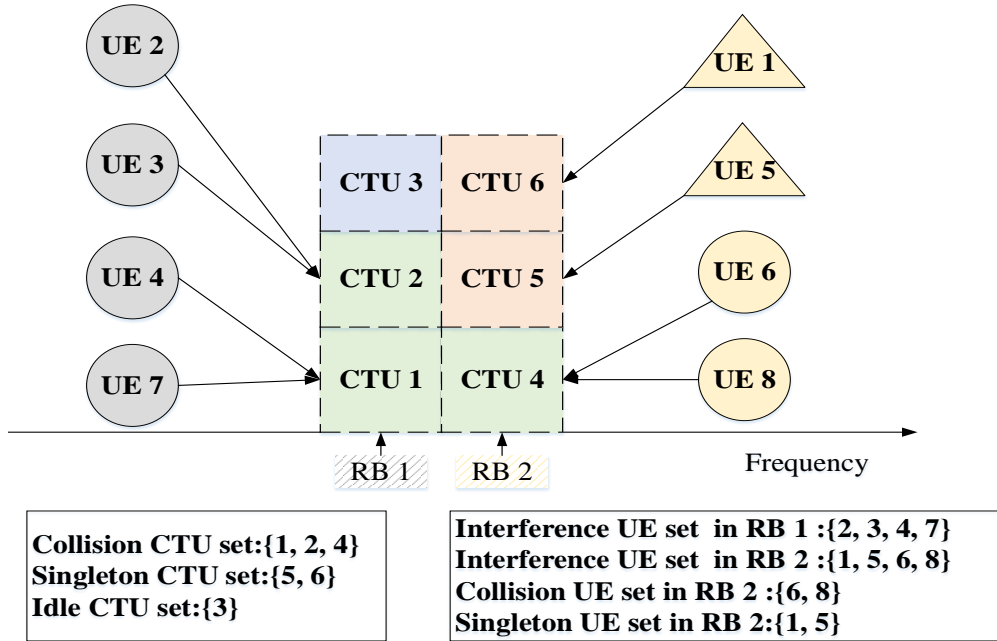 UE 2
UE 1
UE 3
CTU 3
CTU 6
UE 5
UE 4
CTU 2
CTU 5
UE 6
UE 7
CTU 1
CTU 4
UE 8
RB 1
RB 2
Frequency
Collision CTU set:{1, 2, 4}
Singleton CTU set:{5, 6}
Idle CTU set:{3}
Interference UE set in RB 1 :{2, 3, 4, 7}
Interference UE set in RB 2 :{1, 5, 6, 8}
Collision UE set in RB 2 :{6, 8}
Singleton UE set in RB 2:{1, 5}